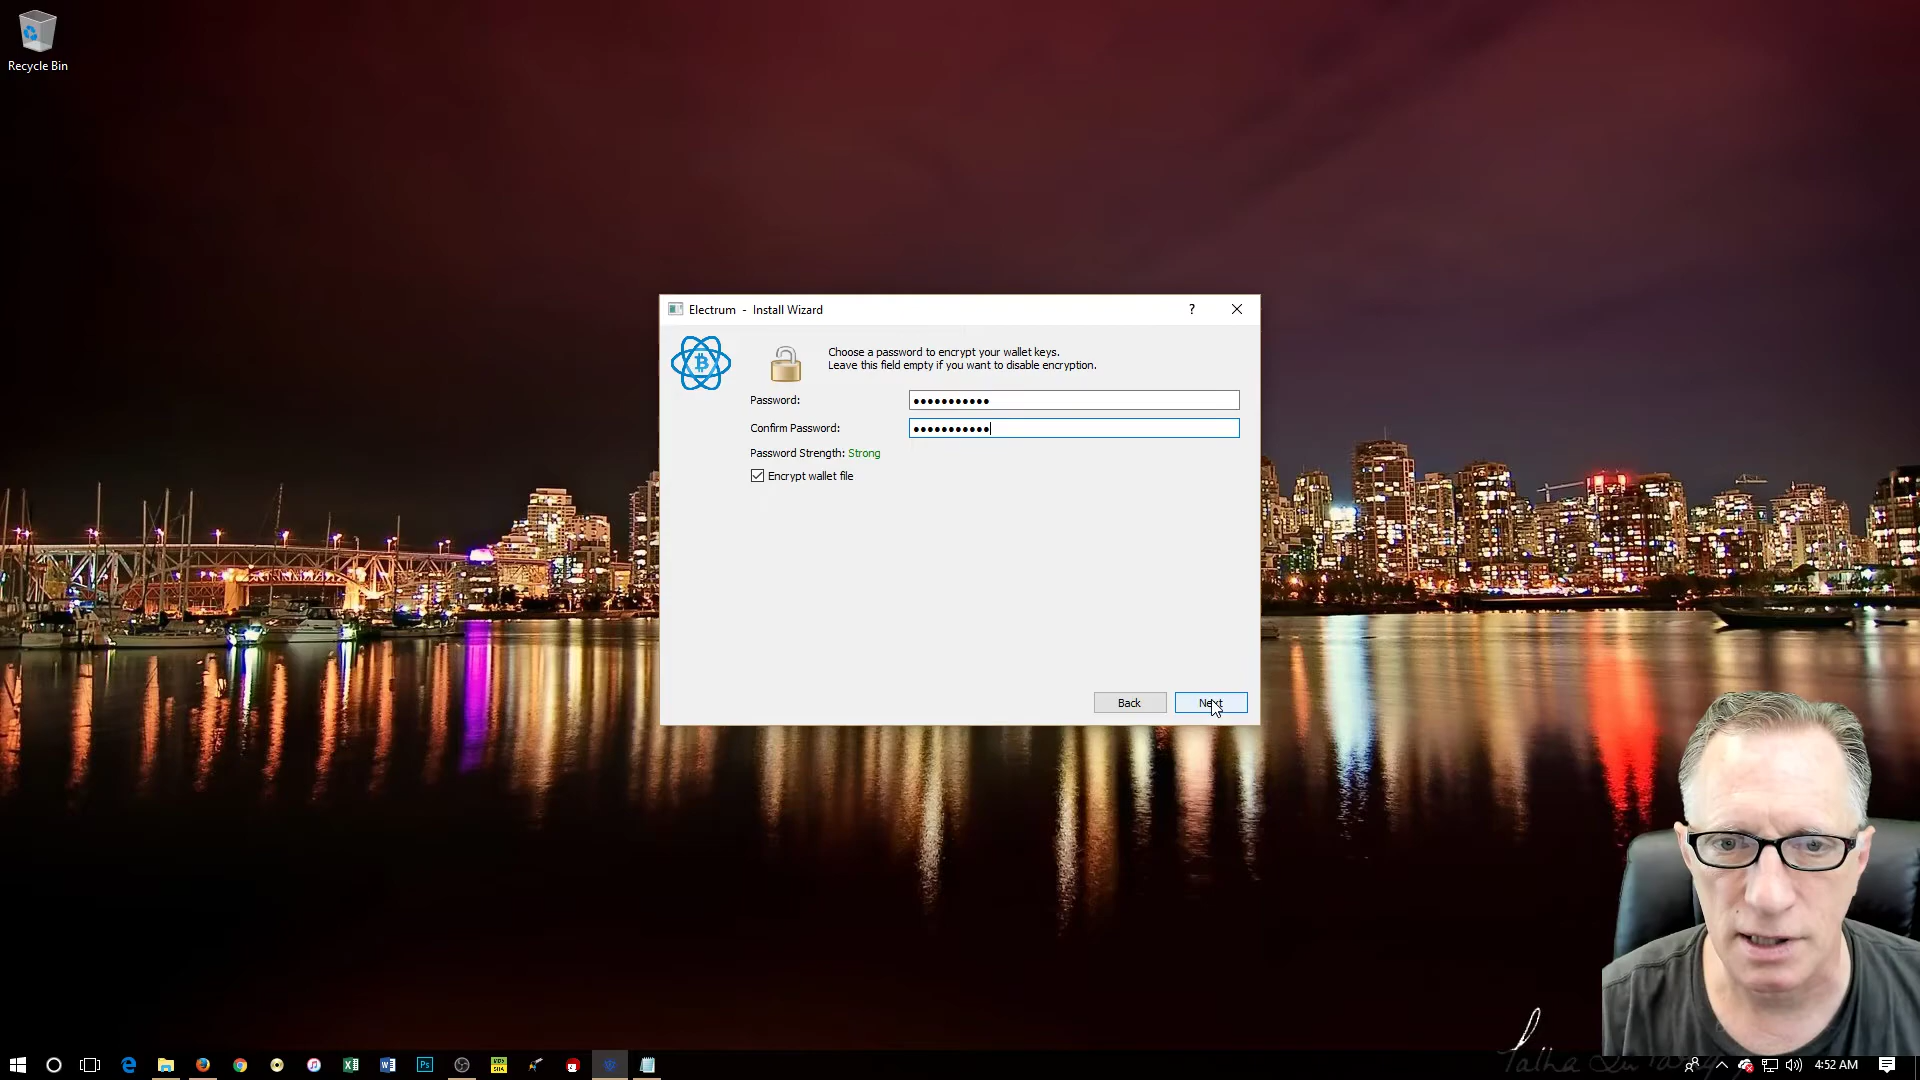 Recycle Bin
Electrum - Install Wizard
?
Choose a password to encrypt your wallet keys.
Leave this field empty if you want to disable encryption.
Password: ●●●●●●●●●●●
Confirm Password: ●●●●●●●●●●●
Password Strength: Strong
Encrypt wallet file
Back
Next
4:52 AM